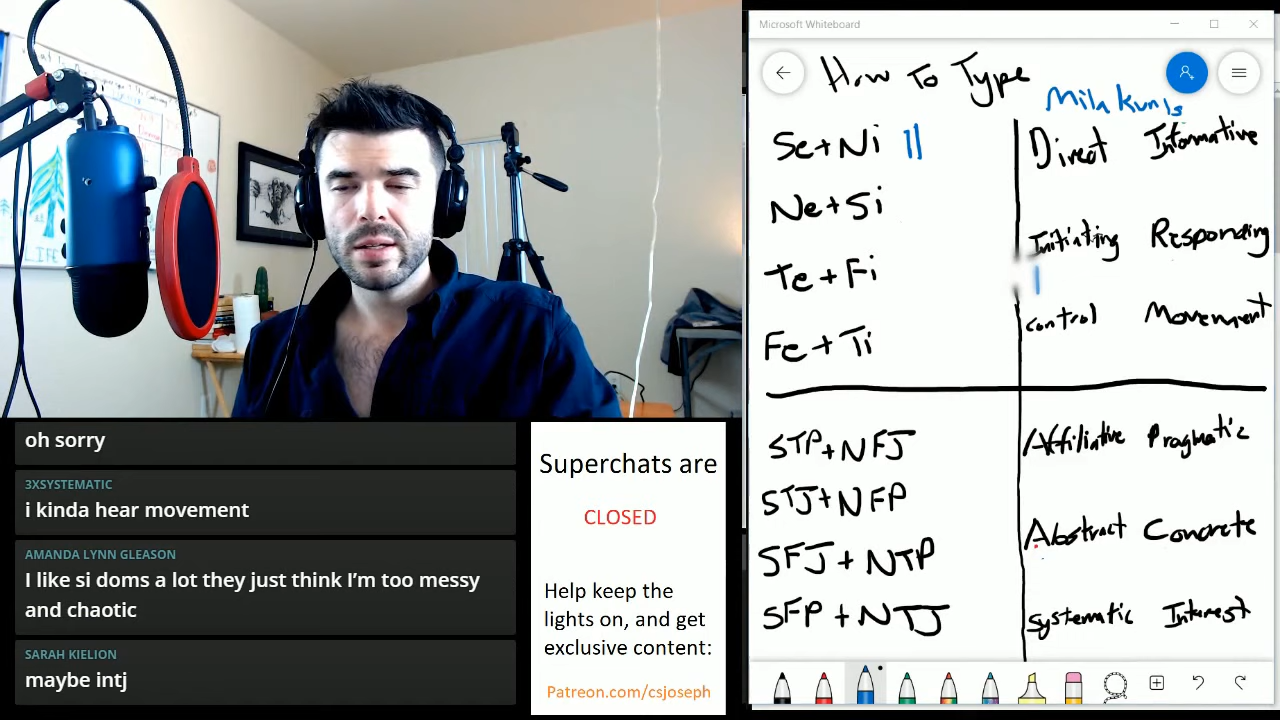 LIFE
oh sorry
3XSYSTEMATIC
i kinda hear movement
AMANDA LYNN GLEASON
I like si doms a lot they just think I'm too messy
and chaotic
SARAH KIELION
maybe intj
Superchats are
CLOSED
Help keep the
lights on, and get
exclusive content:
Patreon.com/csjoseph
Microsoft Whiteboard
How To Type
Mila Kunis
Se+Ni ||
Ne+Si
Te + Fi
Fe + Ti
Direct Informative
Initiating Responding
|
control Movement
STP+NFJ
STJ+NFP
SFJ + NTP
SFP + NTJ
Affiliative Pragmatic
Abstract Concrete
Systematic Interest